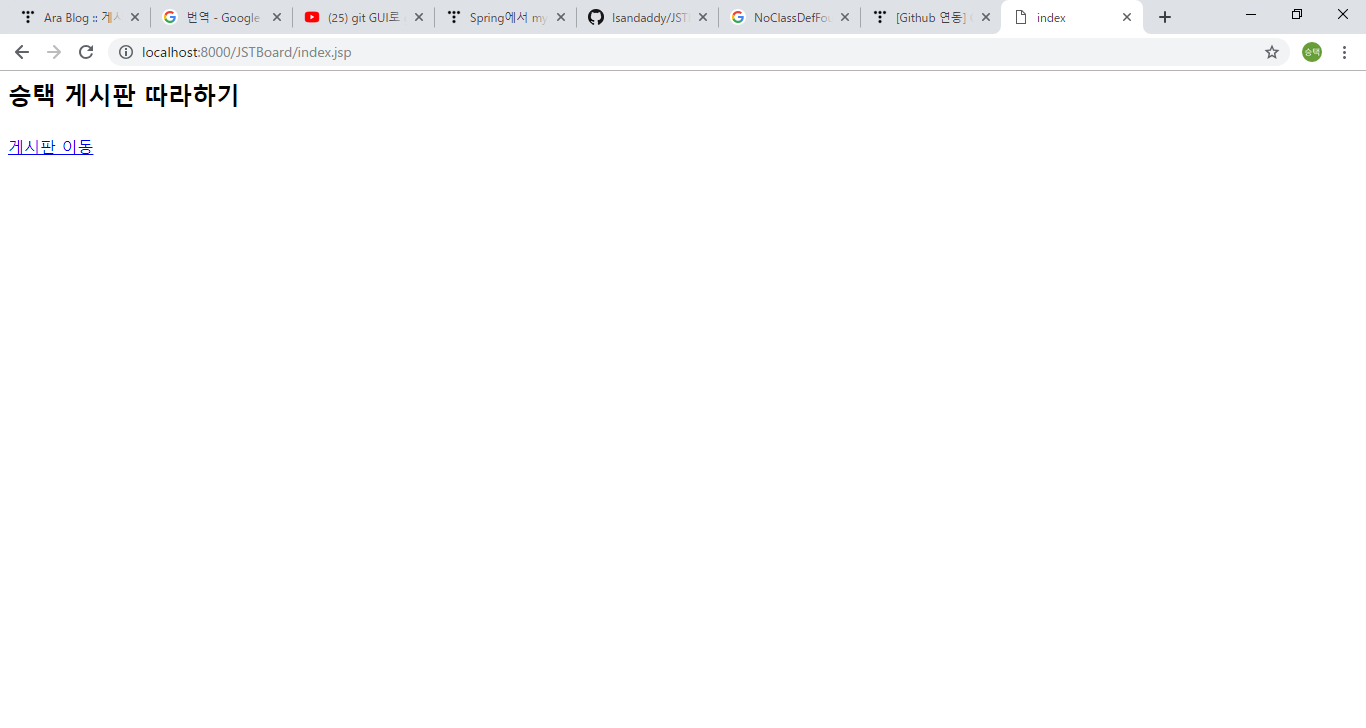 Ara Blog :: 게시
번역 - Google
(25) git GUI로
Spring에서 my
lsandaddy/JST
NoClassDefFou
[Github 연동]
index
localhost:8000/JSTBoard/index.jsp
승택
승택 게시판 따라하기
게시판 이동